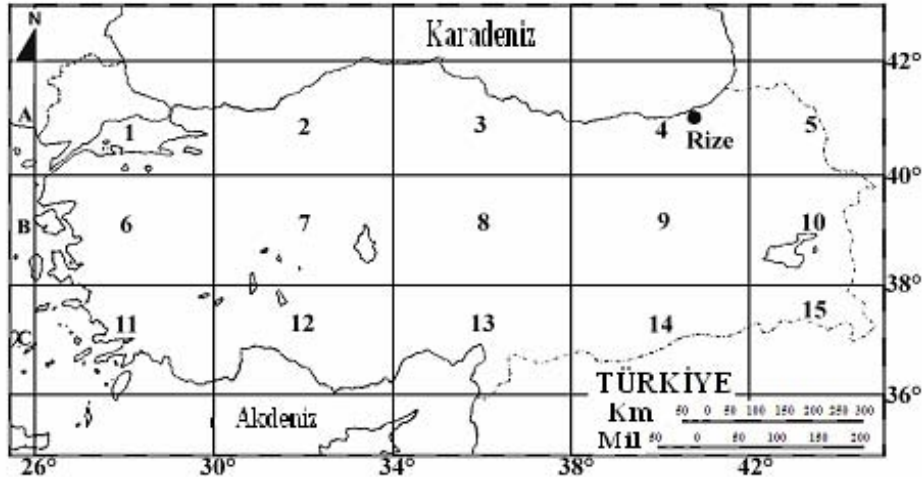 N
Karadeniz
42°
A
1
2
3
4
5
Rize
40°
B
6
7
8
9
10
38°
C
11
12
13
14
15
36°
TÜRKİYE
Km 50 0 50 100 150 200 250 300
Mil 50 0 50 100 150 200
Akdeniz
26° 30° 34° 38° 42°